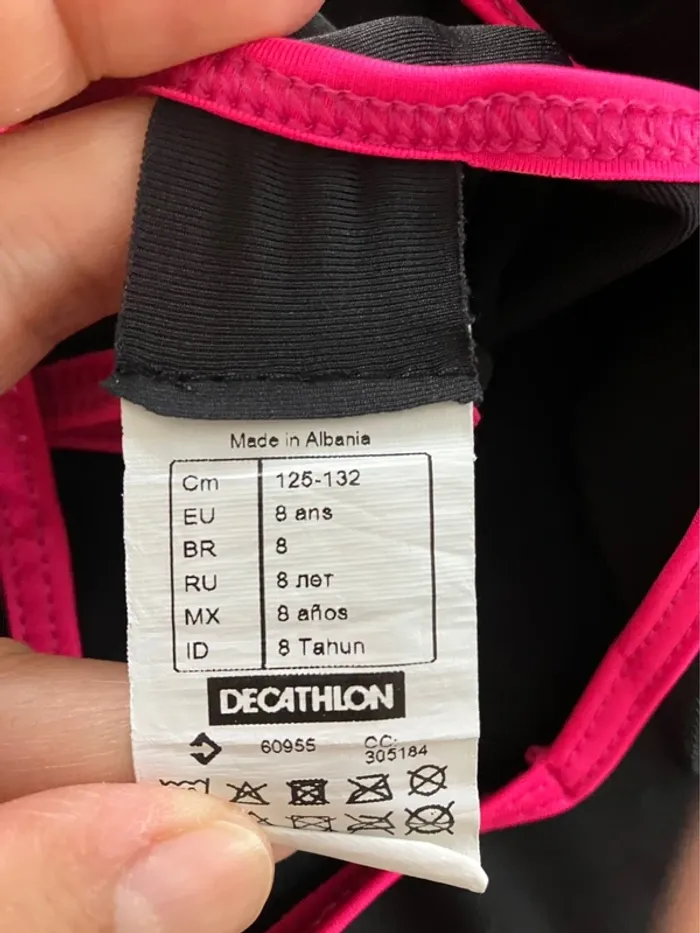 Made in Albania
Cm 125-132
EU 8 ans
BR 8
RU 8 лет
MX 8 años
ID 8 Tahun
DECATHLON
60955 CC:
305184